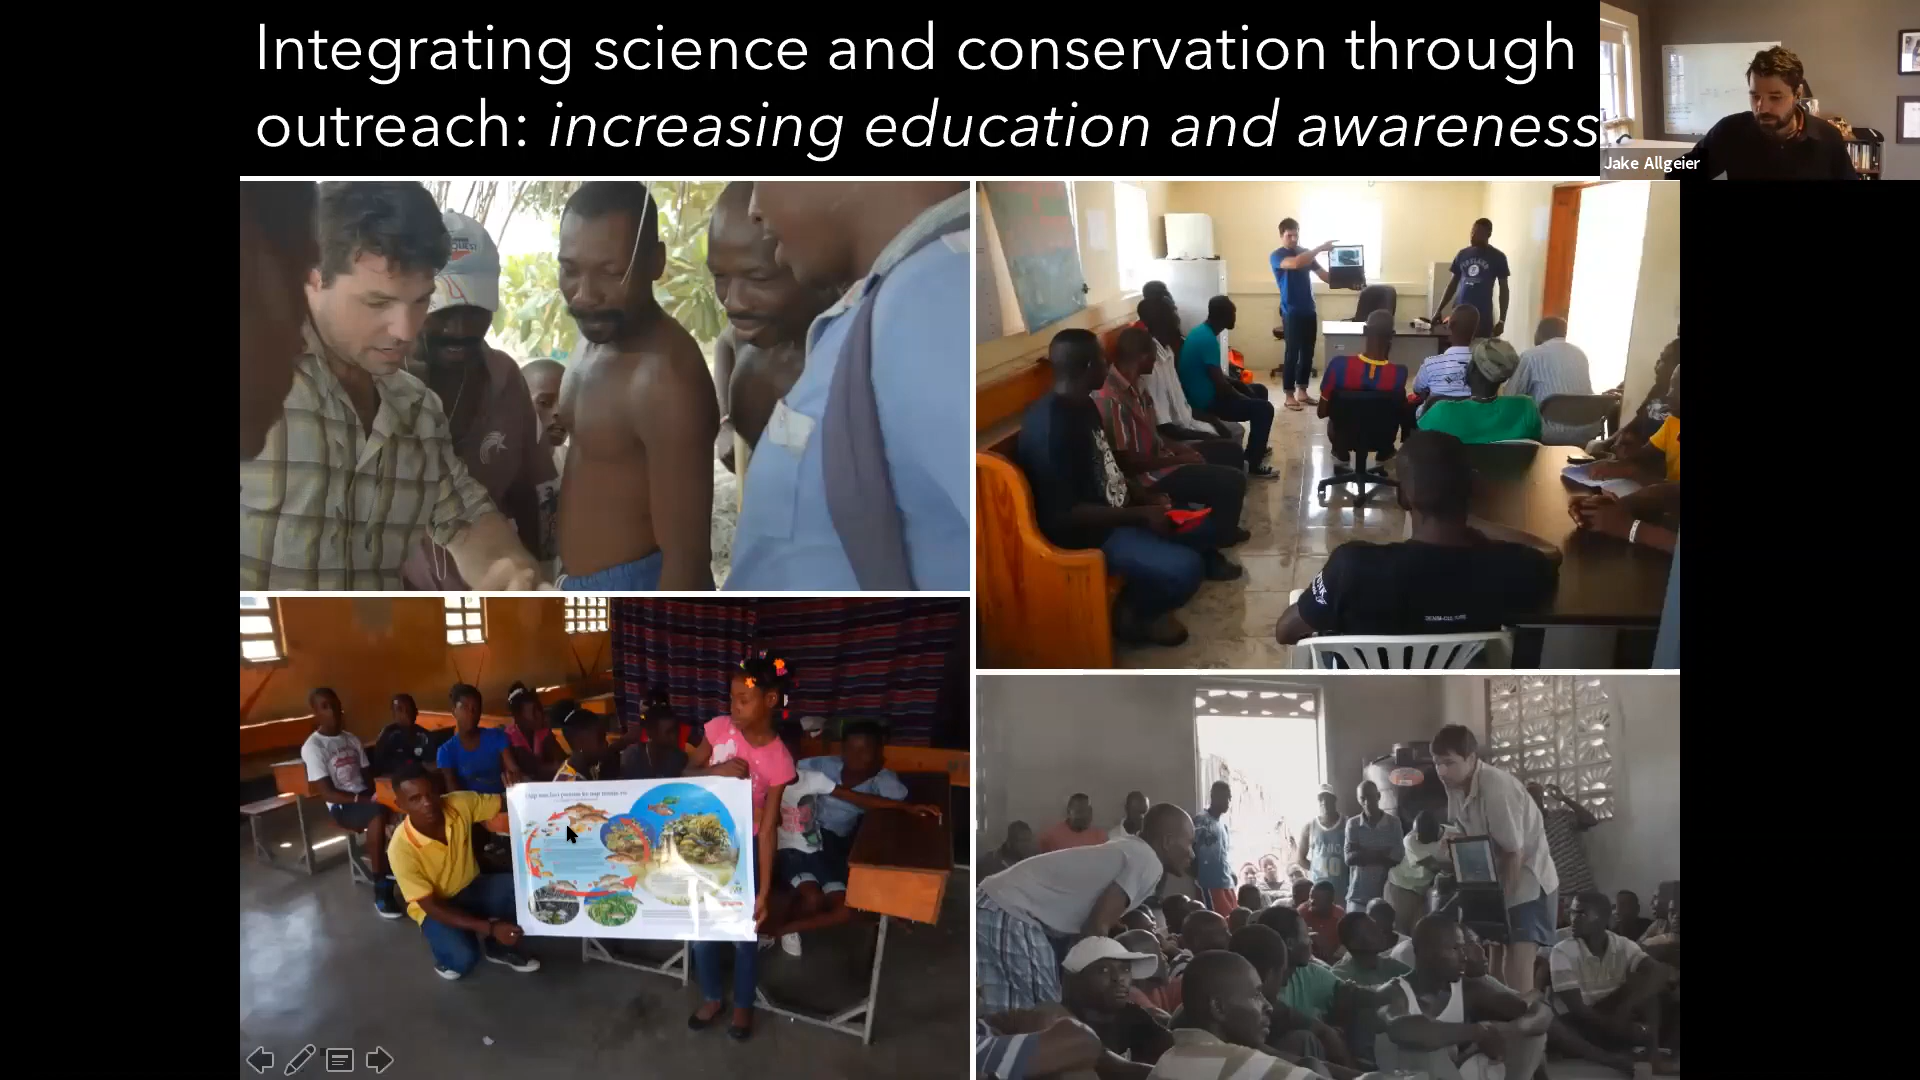 Integrating science and conservation through
outreach: increasing education and awareness
Jake Allgeier